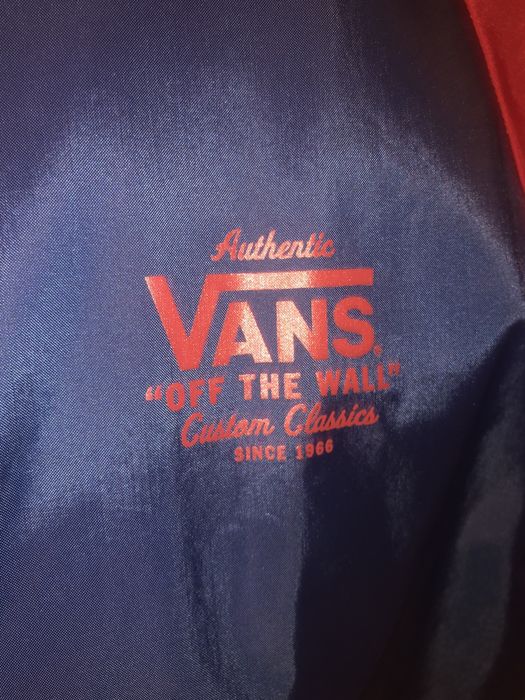 Authentic
VANS®
"OFF THE WALL"
Custom Classics
SINCE 1966